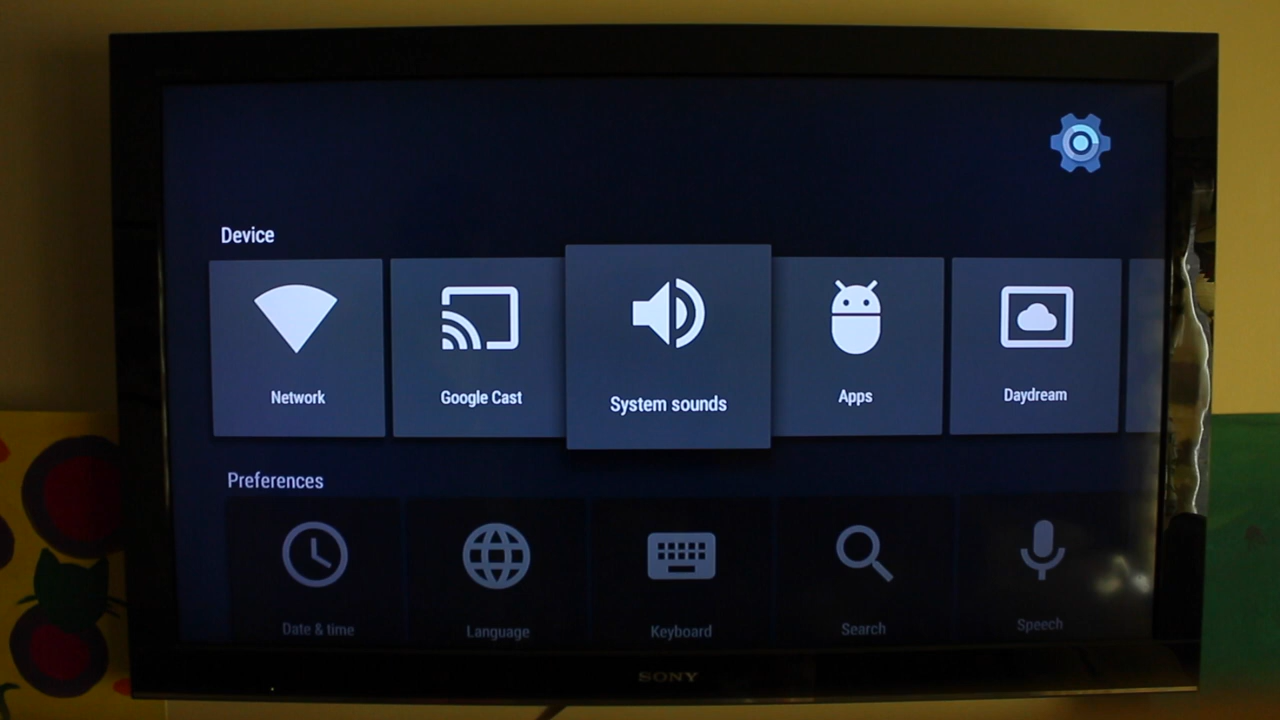 Device
Network
Google Cast
System sounds
Apps
Daydream
Preferences
Date & time
Language
Keyboard
Search
Speech
SONY